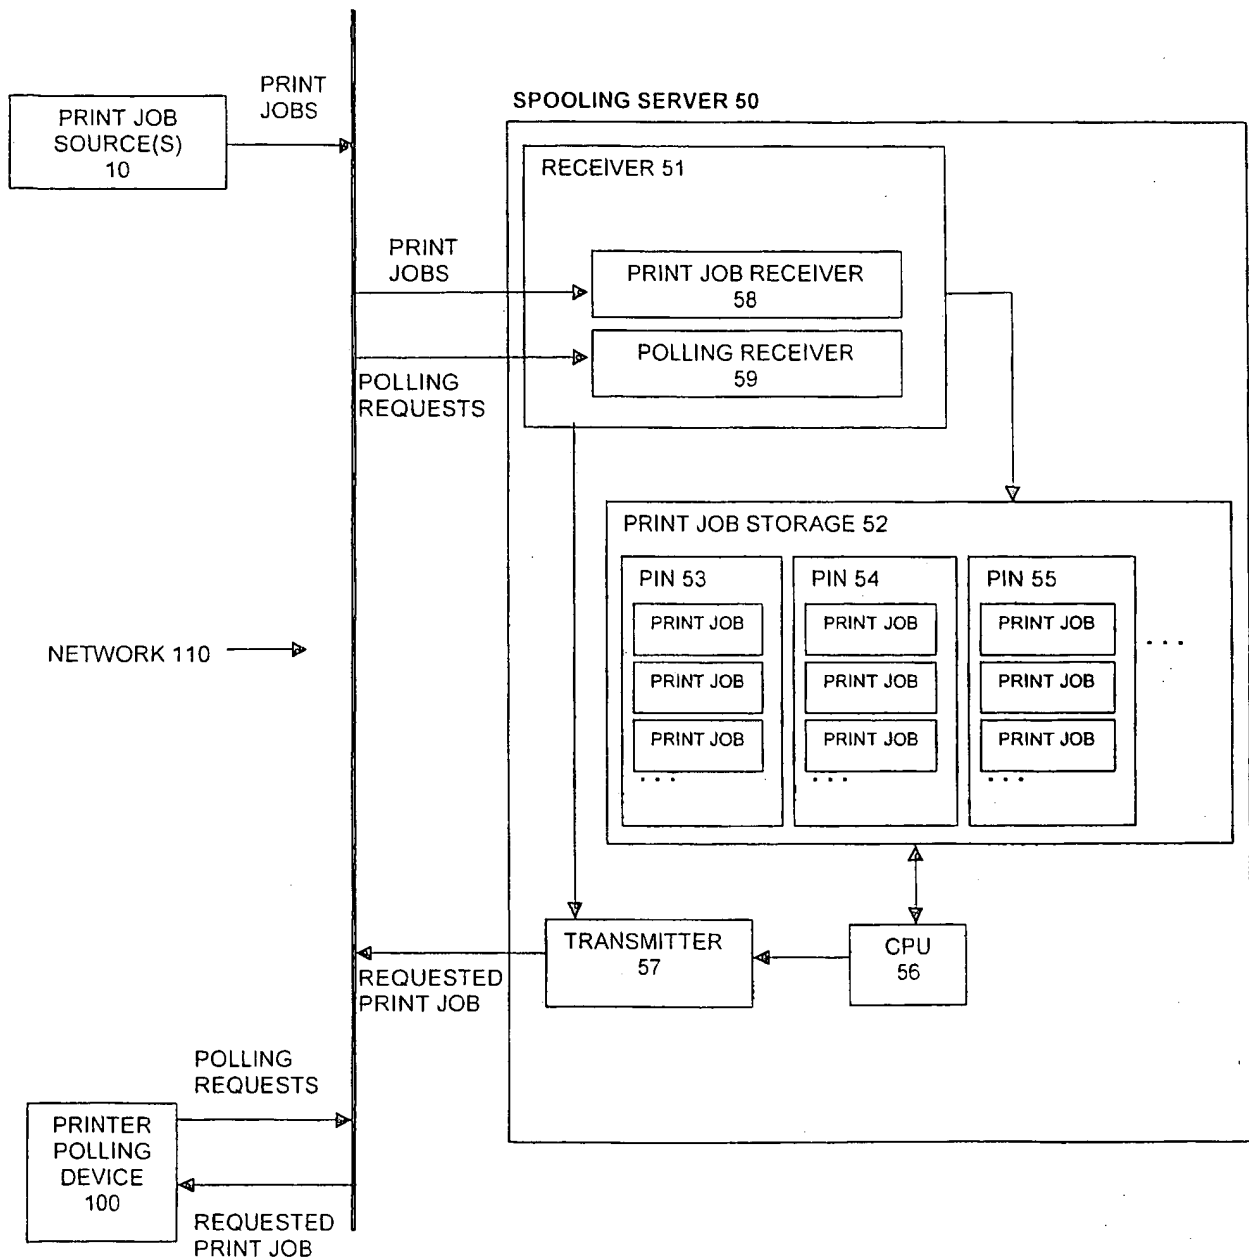 PRINT
JOBS
PRINT JOB
SOURCE(S)
10
SPOOLING SERVER 50
RECEIVER 51
PRINT
JOBS
PRINT JOB RECEIVER
58
POLLING RECEIVER
59
POLLING
REQUESTS
PRINT JOB STORAGE 52
PIN 53
PRINT JOB
PRINT JOB
PRINT JOB
. . .
PIN 54
PRINT JOB
PRINT JOB
PRINT JOB
. . .
PIN 55
PRINT JOB
PRINT JOB
PRINT JOB
. . .
. . .
NETWORK 110
TRANSMITTER
57
CPU
56
REQUESTED
PRINT JOB
POLLING
REQUESTS
PRINTER
POLLING
DEVICE
100
REQUESTED
PRINT JOB